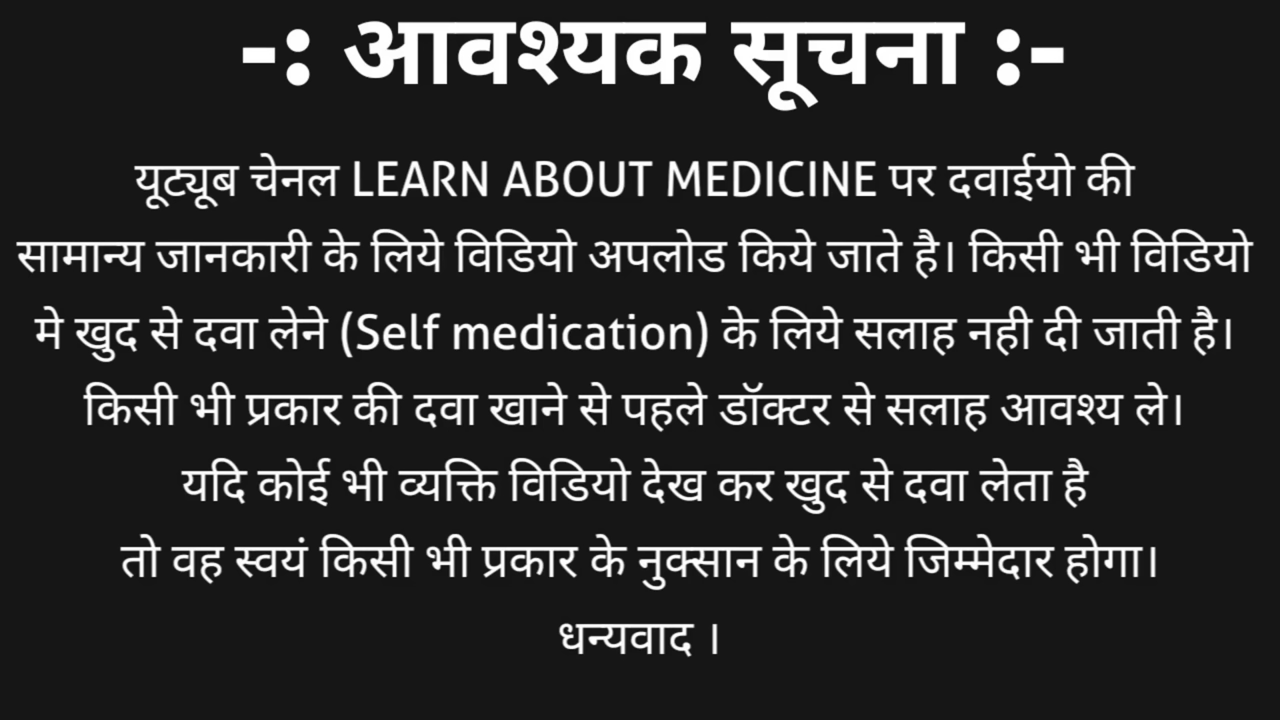 -: आवश्यक सूचना :-
यूट्यूब चेनल LEARN ABOUT MEDICINE पर दवाईयो की
सामान्य जानकारी के लिये विडियो अपलोड किये जाते है। किसी भी विडियो
मे खुद से दवा लेने (Self medication) के लिये सलाह नही दी जाती है।
किसी भी प्रकार की दवा खाने से पहले डॉक्टर से सलाह आवश्य ले।
यदि कोई भी व्यक्ति विडियो देख कर खुद से दवा लेता है
तो वह स्वयं किसी भी प्रकार के नुक्सान के लिये जिम्मेदार होगा।
धन्यवाद ।